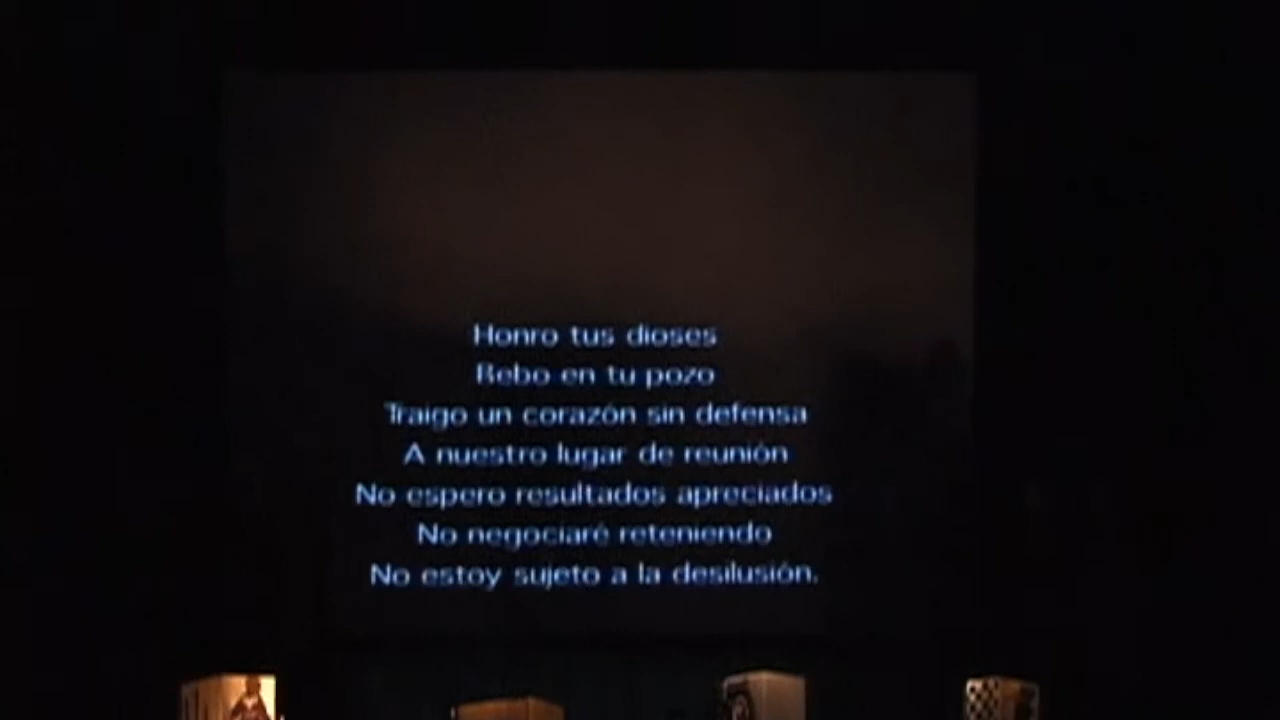 Honro tus dioses
Bebo en tu pozo
Traigo un corazón sin defensa
A nuestro lugar de reunión
No espero resultados apreciados
No negociaré reteniendo
No estoy sujeto a la desilusión.